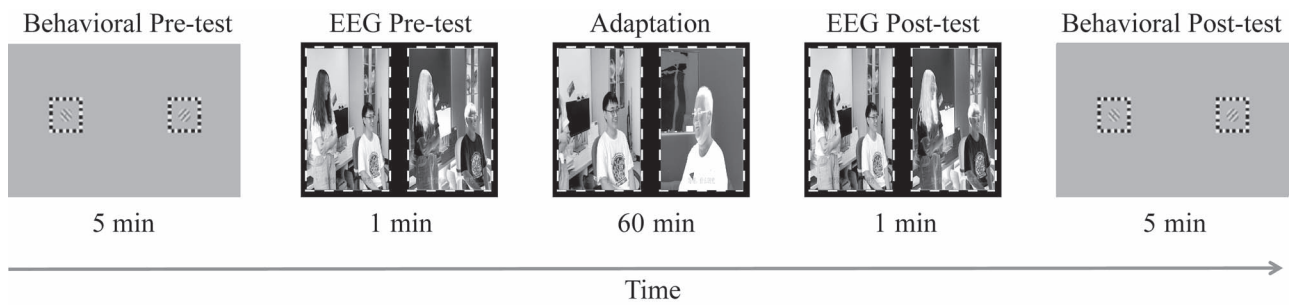 Behavioral Pre-test
EEG Pre-test
Adaptation
EEG Post-test
Behavioral Post-test
5 min
1 min
60 min
1 min
5 min
Time